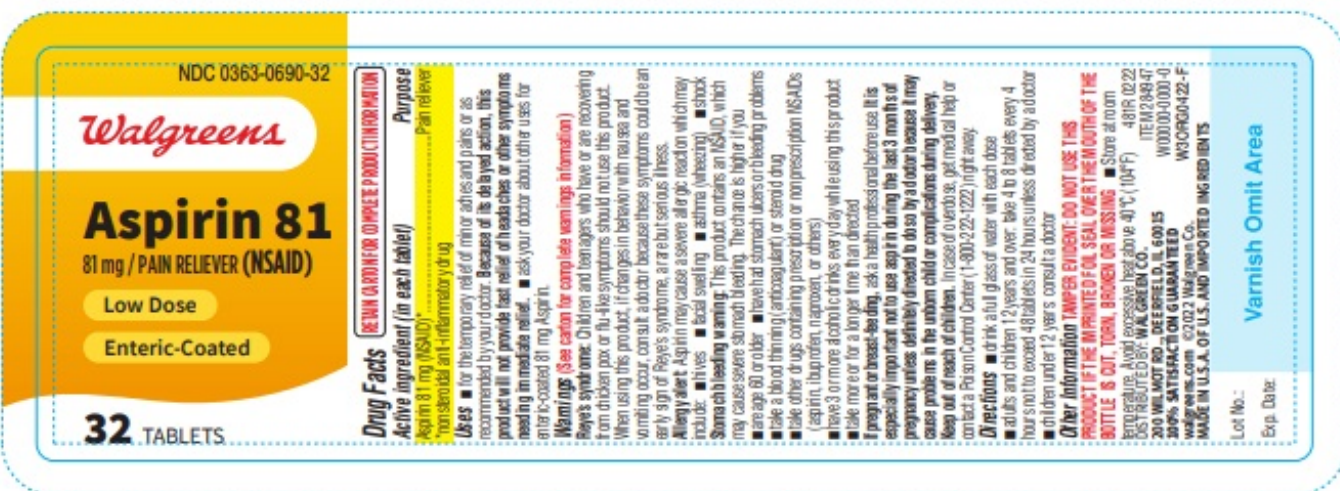 NDC 0363-0690-32
Walgreens
Aspirin 81
81 mg / PAIN RELIEVER (NSAID)
Low Dose
Enteric-Coated
32 TABLETS
RETAIN CARTON FOR COMPLETE PRODUCT INFORMATION
Drug Facts
Active ingredient (in each tablet) Purpose
Aspirin 81 mg (NSAID)* Pain reliever
*nonsteroidal anti-inflammatory drug
Uses ■ for the temporary relief of minor aches and pains or as
recommended by your doctor. Because of its delayed action, this
product will not provide fast relief of headaches or other symptoms
needing immediate relief. ■ ask your doctor about other uses for
enteric-coated 81 mg Aspirin.
Warnings (See carton for complete warnings information)
Reye's syndrome: Children and teenagers who have or are recovering
from chicken pox or flu-like symptoms should not use this product.
When using this product, if changes in behavior with nausea and
vomiting occur, consult a doctor because these symptoms could be an
early sign of Reye's syndrome, a rare but serious illness.
Allergy alert: Aspirin may cause a severe allergic reaction which may
include: ■ hives ■ facial swelling ■ asthma (wheezing) ■ shock
Stomach bleeding warning: This product contains an NSAID, which
may cause severe stomach bleeding. The chance is higher if you
■ are age 60 or older ■ have had stomach ulcers or bleeding problems
■ take a blood thinning (anticoagulant) or steroid drug
■ take other drugs containing prescription or nonprescription NSAIDs
(aspirin, ibuprofen, naproxen, or others)
■ have 3 or more alcoholic drinks every day while using this product
■ take more or for a longer time than directed
If pregnant or breast-feeding, ask a health professional before use. It is
especially important not to use aspirin during the last 3 months of
pregnancy unless definitely directed to do so by a doctor because it may
cause problems in the unborn child or complications during delivery.
Keep out of reach of children. In case of overdose, get medical help or
contact a Poison Control Center (1-800-222-1222) right away.
Directions ■ drink a full glass of water with each dose
■ adults and children 12 years and over: take 4 to 8 tablets every 4
hours not to exceed 48 tablets in 24 hours unless directed by a doctor
■ children under 12 years: consult a doctor
Other information TAMPER EVIDENT: DO NOT USE THIS
PRODUCT IF THE IMPRINTED FOIL SEAL OVER THE MOUTH OF THE
BOTTLE IS CUT, TORN, BROKEN OR MISSING ■ Store at room
temperature. Avoid excessive heat above 40°C (104°F) 481R 0222
DISTRIBUTED BY: WALGREEN CO. ITEM 284947
200 WILMOT RD., DEERFIELD, IL 60015 W00000-0000-0
100% SATISFACTION GUARANTEED W3ORG0422-F
walgreens.com ©2022 Walgreen Co.
MADE IN U.S.A. OF U.S. AND IMPORTED INGREDIENTS
Lot No.:
Exp. Date:
Varnish Omit Area